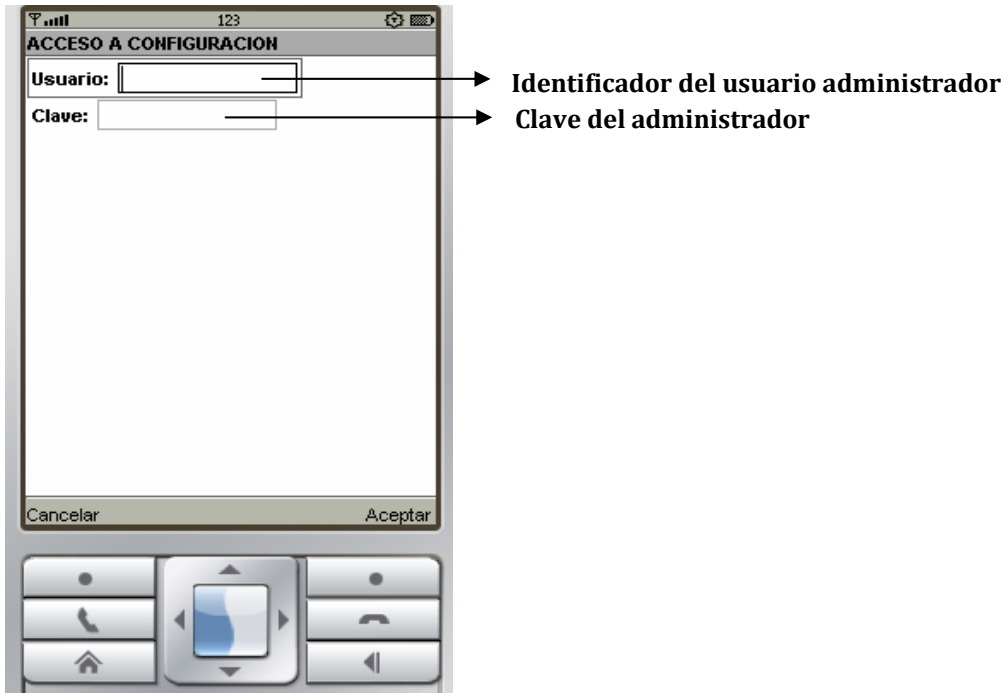 123
ACCESO A CONFIGURACION
Usuario:
Identificador del usuario administrador
Clave:
Clave del administrador
Cancelar
Aceptar